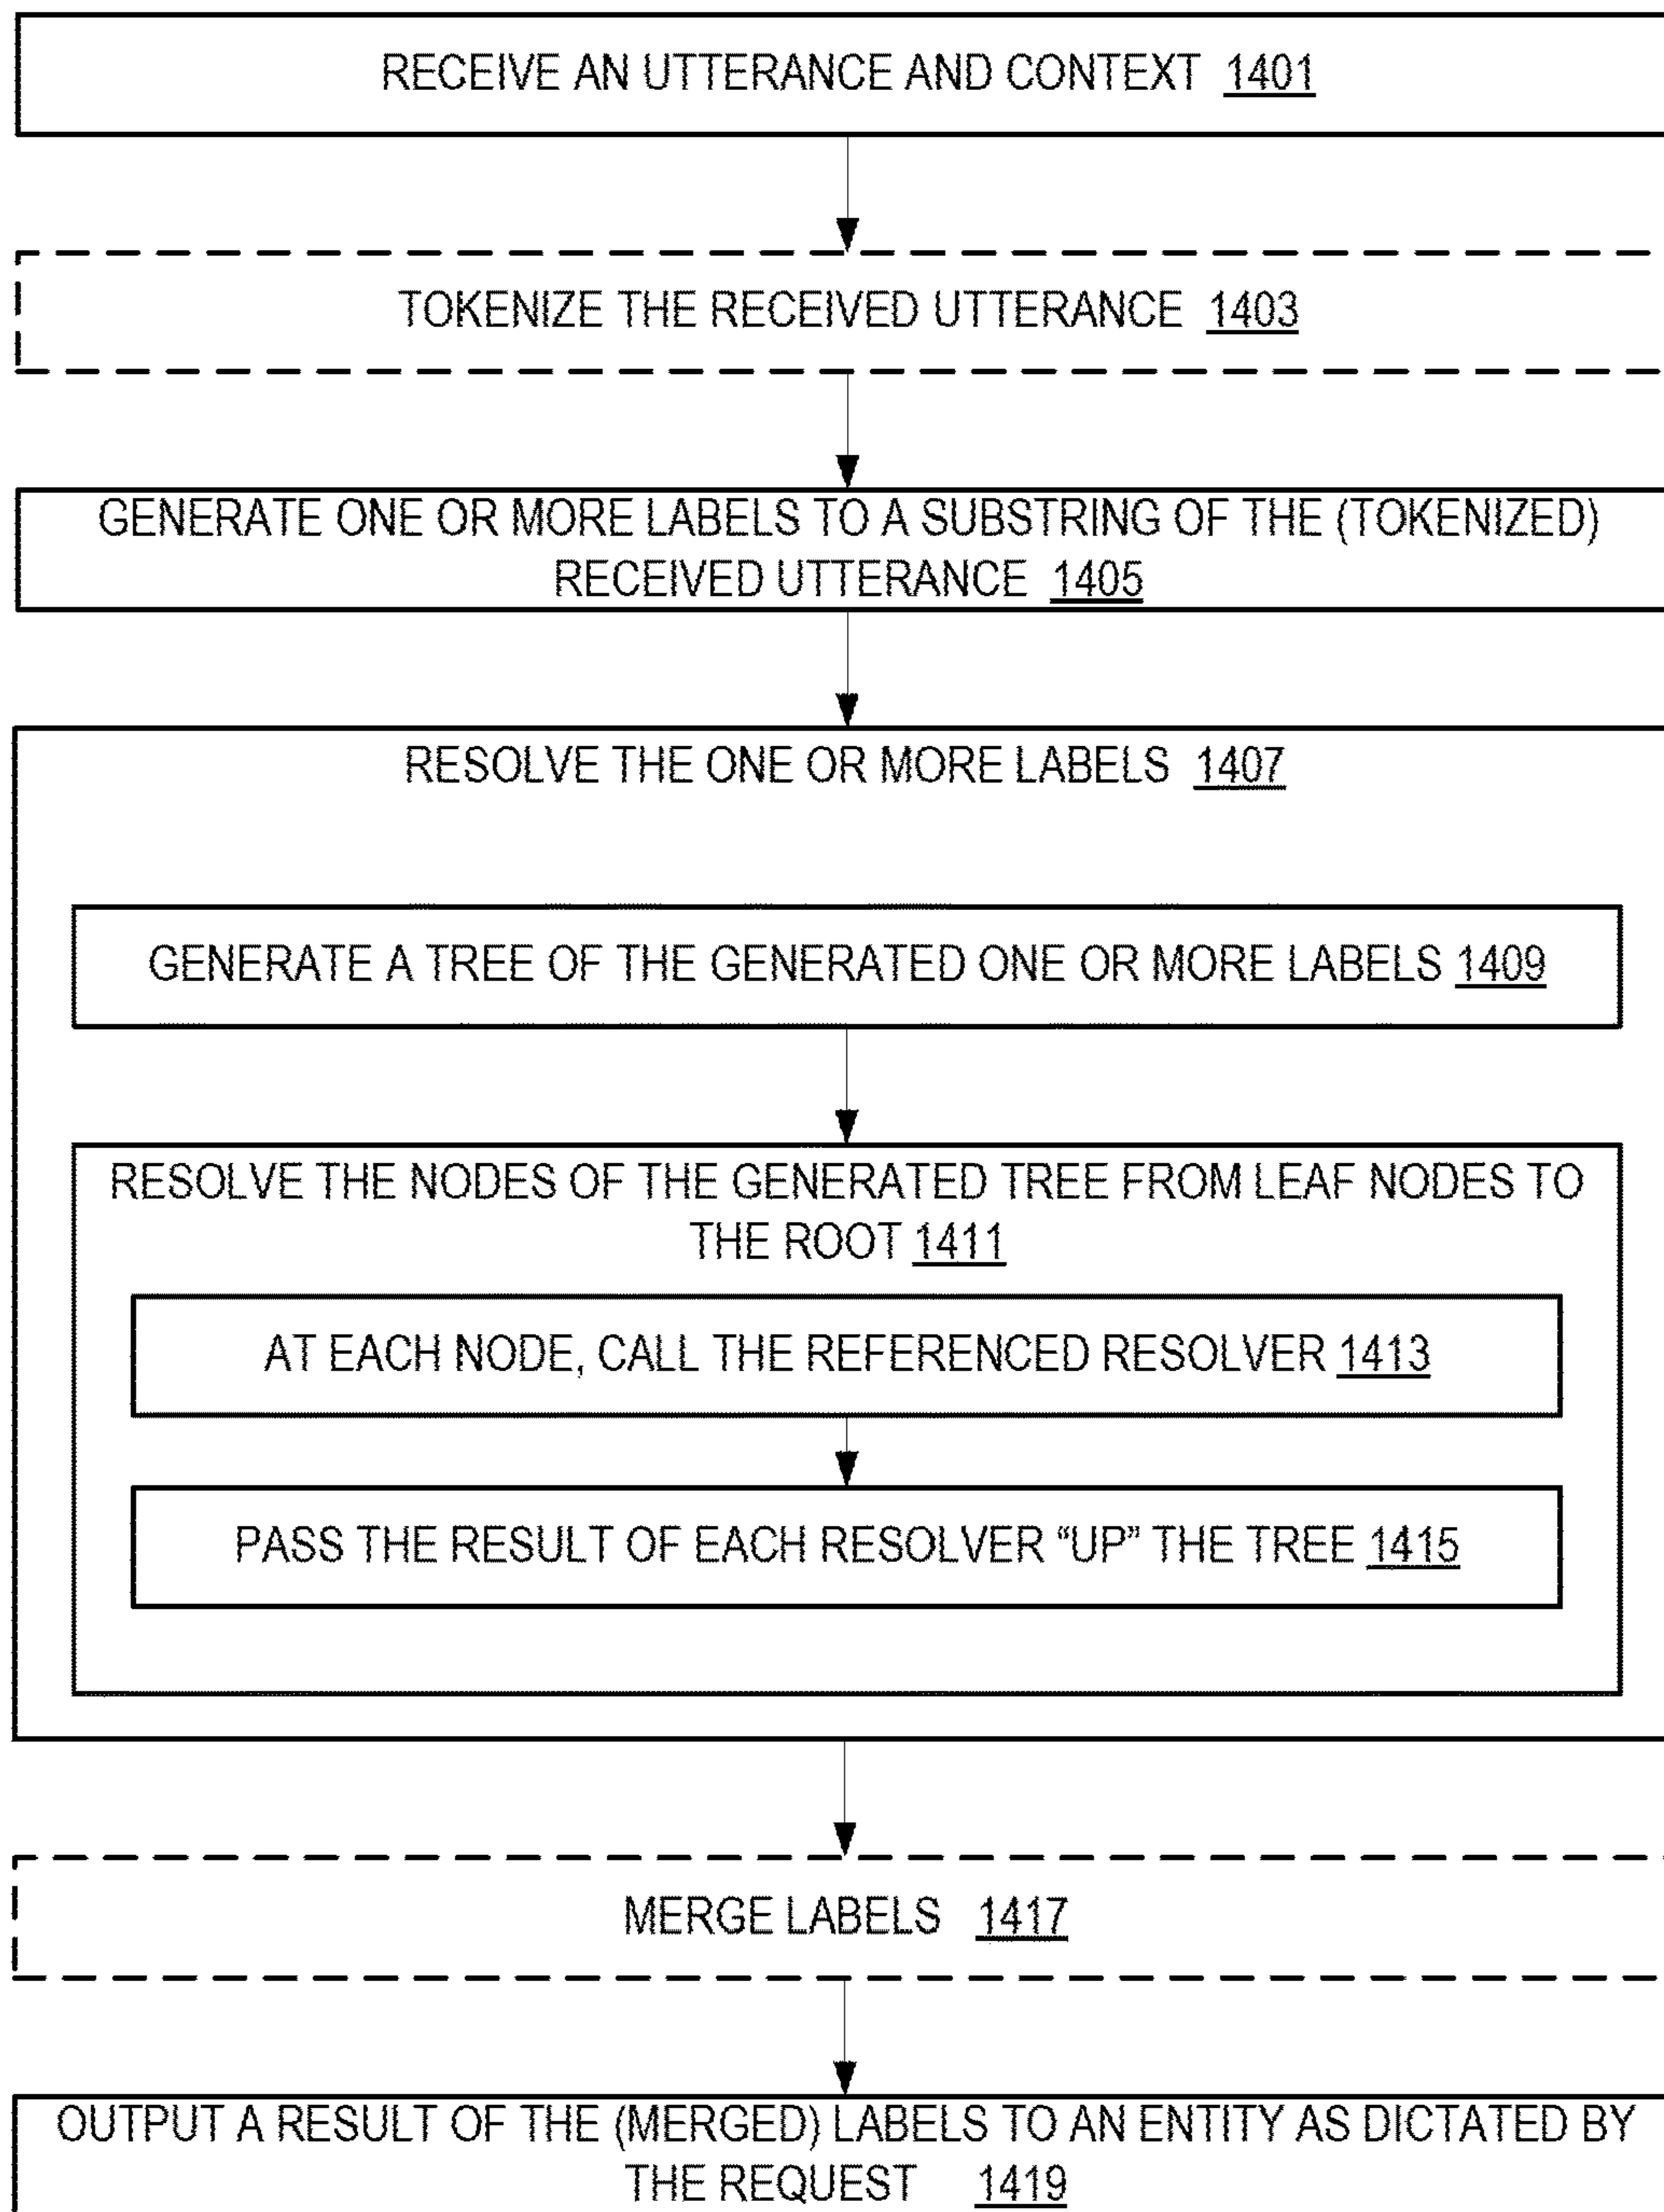 RECEIVE AN UTTERANCE AND CONTEXT 1401
TOKENIZE THE RECEIVED UTTERANCE 1403
GENERATE ONE OR MORE LABELS TO A SUBSTRING OF THE (TOKENIZED)
RECEIVED UTTERANCE 1405
RESOLVE THE ONE OR MORE LABELS 1407
GENERATE A TREE OF THE GENERATED ONE OR MORE LABELS 1409
RESOLVE THE NODES OF THE GENERATED TREE FROM LEAF NODES TO
THE ROOT 1411
AT EACH NODE, CALL THE REFERENCED RESOLVER 1413
PASS THE RESULT OF EACH RESOLVER “UP” THE TREE 1415
MERGE LABELS 1417
OUTPUT A RESULT OF THE (MERGED) LABELS TO AN ENTITY AS DICTATED BY
THE REQUEST 1419